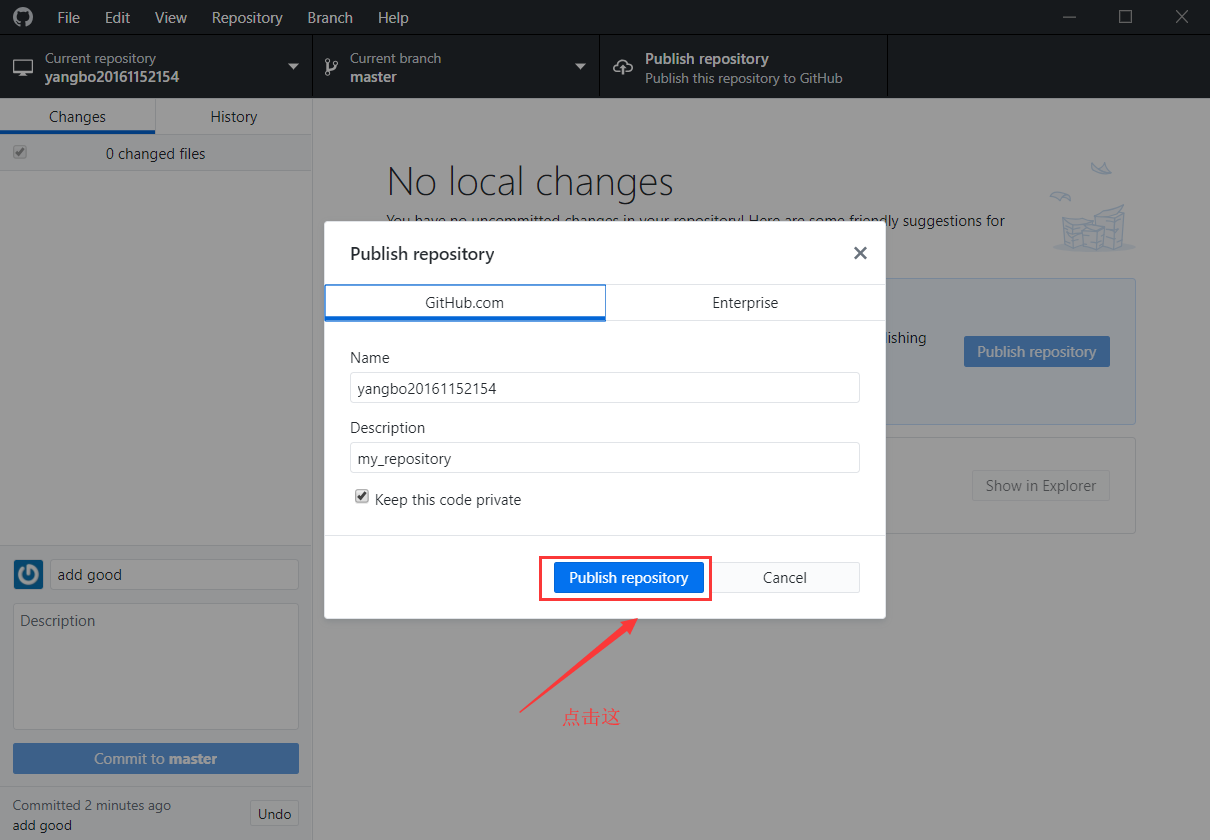 File Edit View Repository Branch Help
Current repository
yangbo20161152154
Current branch
master
Publish repository
Publish this repository to GitHub
Changes History
0 changed files
No local changes
You have no uncommitted changes in your repository! Here are some friendly suggestions for
Publish repository
GitHub.com Enterprise
Name
yangbo20161152154
Description
my_repository
Keep this code private
Publish repository Cancel
ishing
Publish repository
Show in Explorer
点击这
add good
Description
Commit to master
Committed 2 minutes ago
add good
Undo